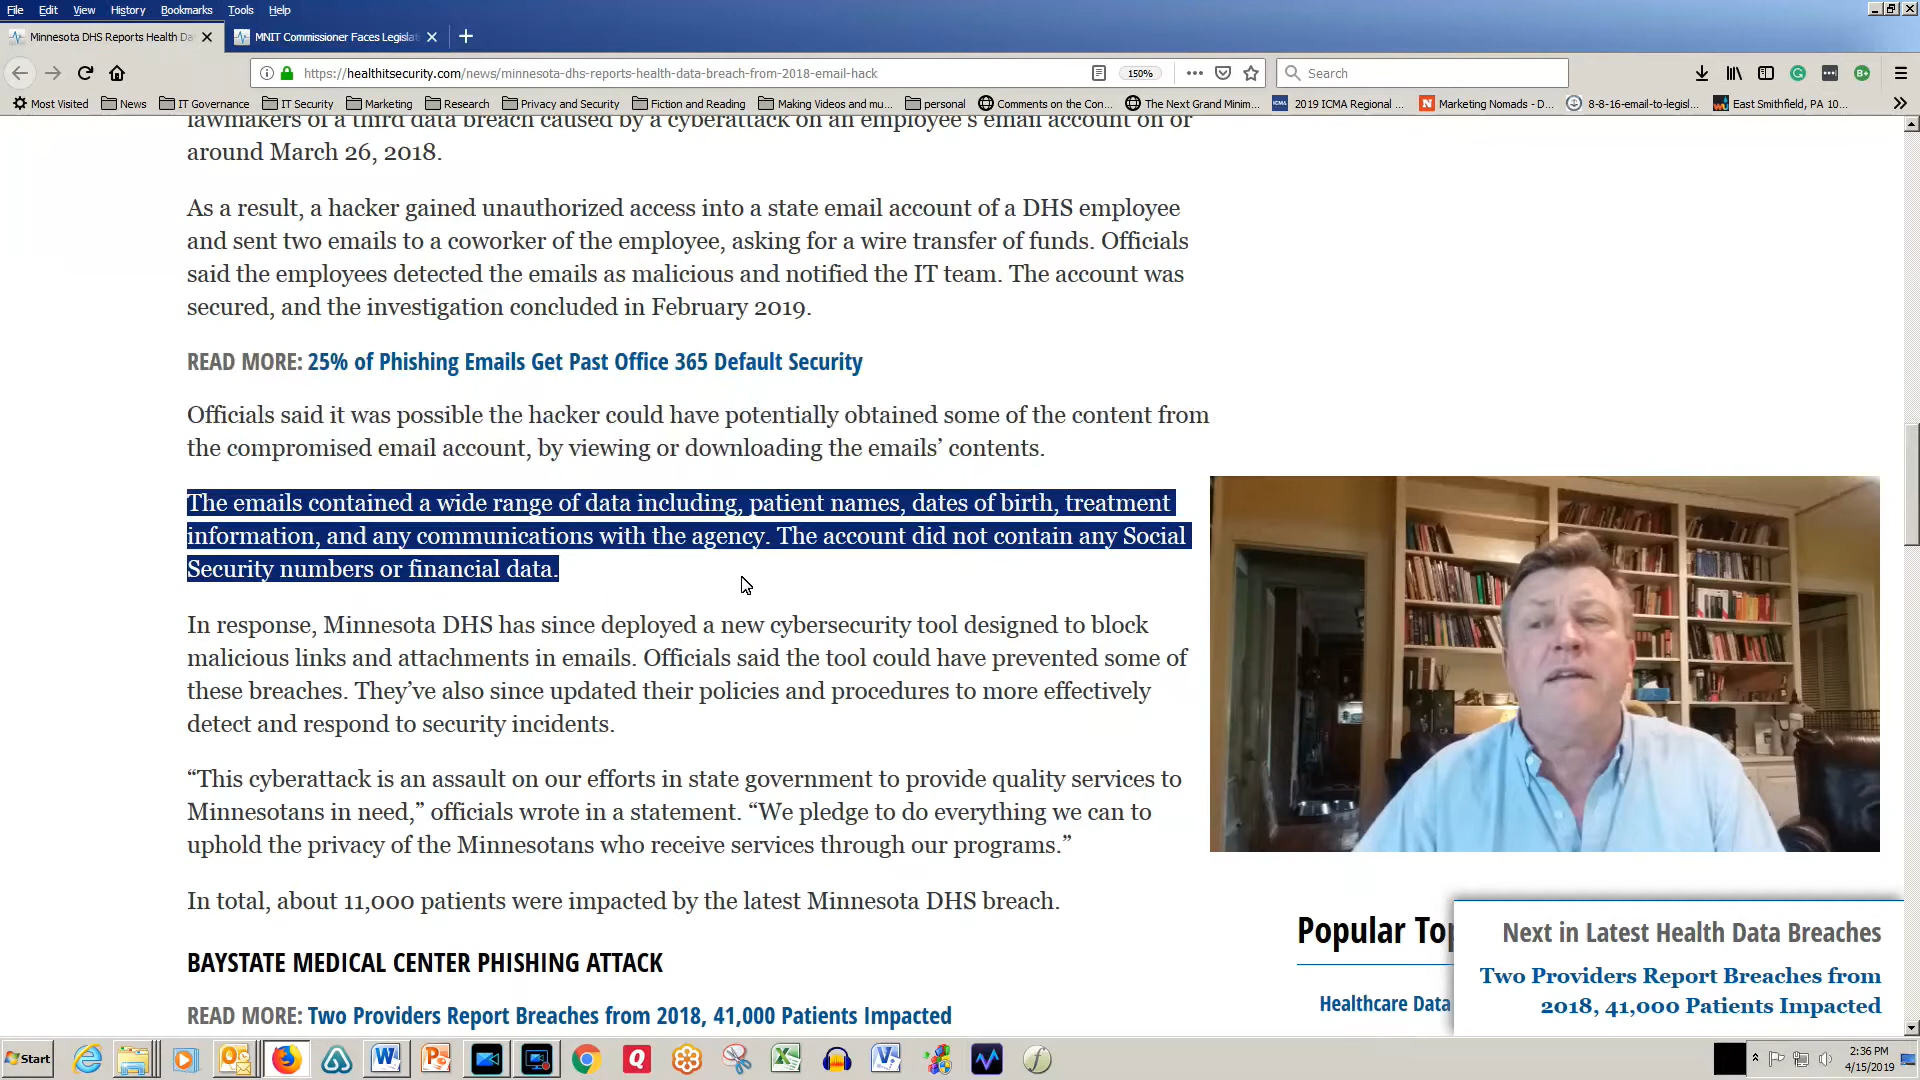 File Edit View History Bookmarks Tools Help
Minnesota DHS Reports Health Da
MNIT Commissioner Faces Legisla
https://healthitsecurity.com/news/minnesota-dhs-reports-health-data-breach-from-2018-email-hack
150%
Search
Most Visited News IT Governance IT Security Marketing Research Privacy and Security Fiction and Reading Making Videos and mu... personal Comments on the Con... The Next Grand Minim... 2019 ICMA Regional ... Marketing Nomads - D... 8-8-16-email-to-legisl... East Smithfield, PA 10...
lawmakers of a third data breach caused by a cyberattack on an employee's email account on or
around March 26, 2018.
As a result, a hacker gained unauthorized access into a state email account of a DHS employee
and sent two emails to a coworker of the employee, asking for a wire transfer of funds. Officials
said the employees detected the emails as malicious and notified the IT team. The account was
secured, and the investigation concluded in February 2019.
READ MORE: 25% of Phishing Emails Get Past Office 365 Default Security
Officials said it was possible the hacker could have potentially obtained some of the content from
the compromised email account, by viewing or downloading the emails’ contents.
The emails contained a wide range of data including, patient names, dates of birth, treatment
information, and any communications with the agency. The account did not contain any Social
Security numbers or financial data.
In response, Minnesota DHS has since deployed a new cybersecurity tool designed to block
malicious links and attachments in emails. Officials said the tool could have prevented some of
these breaches. They’ve also since updated their policies and procedures to more effectively
detect and respond to security incidents.
“This cyberattack is an assault on our efforts in state government to provide quality services to
Minnesotans in need,” officials wrote in a statement. “We pledge to do everything we can to
uphold the privacy of the Minnesotans who receive services through our programs.”
In total, about 11,000 patients were impacted by the latest Minnesota DHS breach.
BAYSTATE MEDICAL CENTER PHISHING ATTACK
READ MORE: Two Providers Report Breaches from 2018, 41,000 Patients Impacted
Popular To
Healthcare Data
Next in Latest Health Data Breaches
Two Providers Report Breaches from
2018, 41,000 Patients Impacted
Start
2:36 PM
4/15/2019